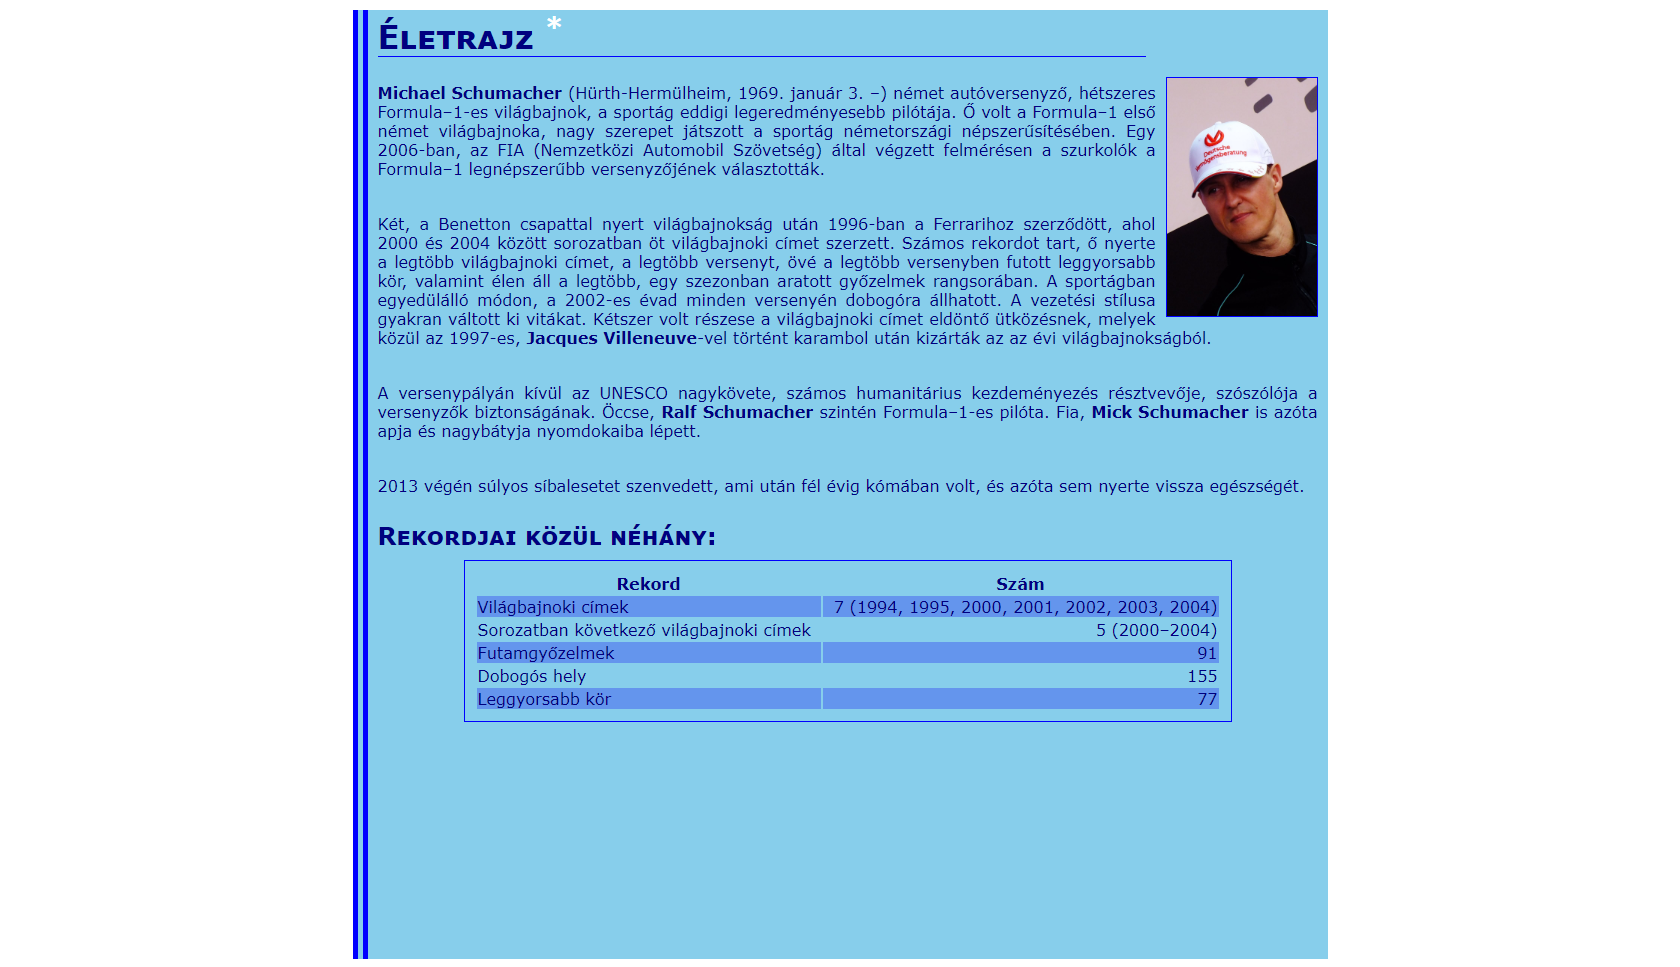 Életrajz *
Michael Schumacher (Hürth-Hermülheim, 1969. január 3. –) német autóversenyző, hétszeres
Formula–1-es világbajnok, a sportág eddigi legeredményesebb pilótája. Ő volt a Formula–1 első
német világbajnoka, nagy szerepet játszott a sportág németországi népszerűsítésében. Egy
2006-ban, az FIA (Nemzetközi Automobil Szövetség) által végzett felmérésen a szurkolók a
Formula–1 legnépszerűbb versenyzőjének választották.
Deutsche
Vermögensberatung
Két, a Benetton csapattal nyert világbajnokság után 1996-ban a Ferrarihoz szerződött, ahol
2000 és 2004 között sorozatban öt világbajnoki címet szerzett. Számos rekordot tart, ő nyerte
a legtöbb világbajnoki címet, a legtöbb versenyt, övé a legtöbb versenyben futott leggyorsabb
kör, valamint élen áll a legtöbb, egy szezonban aratott győzelmek rangsorában. A sportágban
egyedülálló módon, a 2002-es évad minden versenyén dobogóra állhatott. A vezetési stílusa
gyakran váltott ki vitákat. Kétszer volt részese a világbajnoki címet eldöntő ütközésnek, melyek
közül az 1997-es, Jacques Villeneuve-vel történt karambol után kizárták az az évi világbajnokságból.
A versenypályán kívül az UNESCO nagykövete, számos humanitárius kezdeményezés résztvevője, szószólója a
versenyzők biztonságának. Öccse, Ralf Schumacher szintén Formula–1-es pilóta. Fia, Mick Schumacher is azóta
apja és nagybátyja nyomdokaiba lépett.
2013 végén súlyos síbalesetet szenvedett, ami után fél évig kómában volt, és azóta sem nyerte vissza egészségét.
Rekordjai közül néhány:
Rekord Szám
Világbajnoki címek 7 (1994, 1995, 2000, 2001, 2002, 2003, 2004)
Sorozatban következő világbajnoki címek 5 (2000–2004)
Futamgyőzelmek 91
Dobogós hely 155
Leggyorsabb kör 77